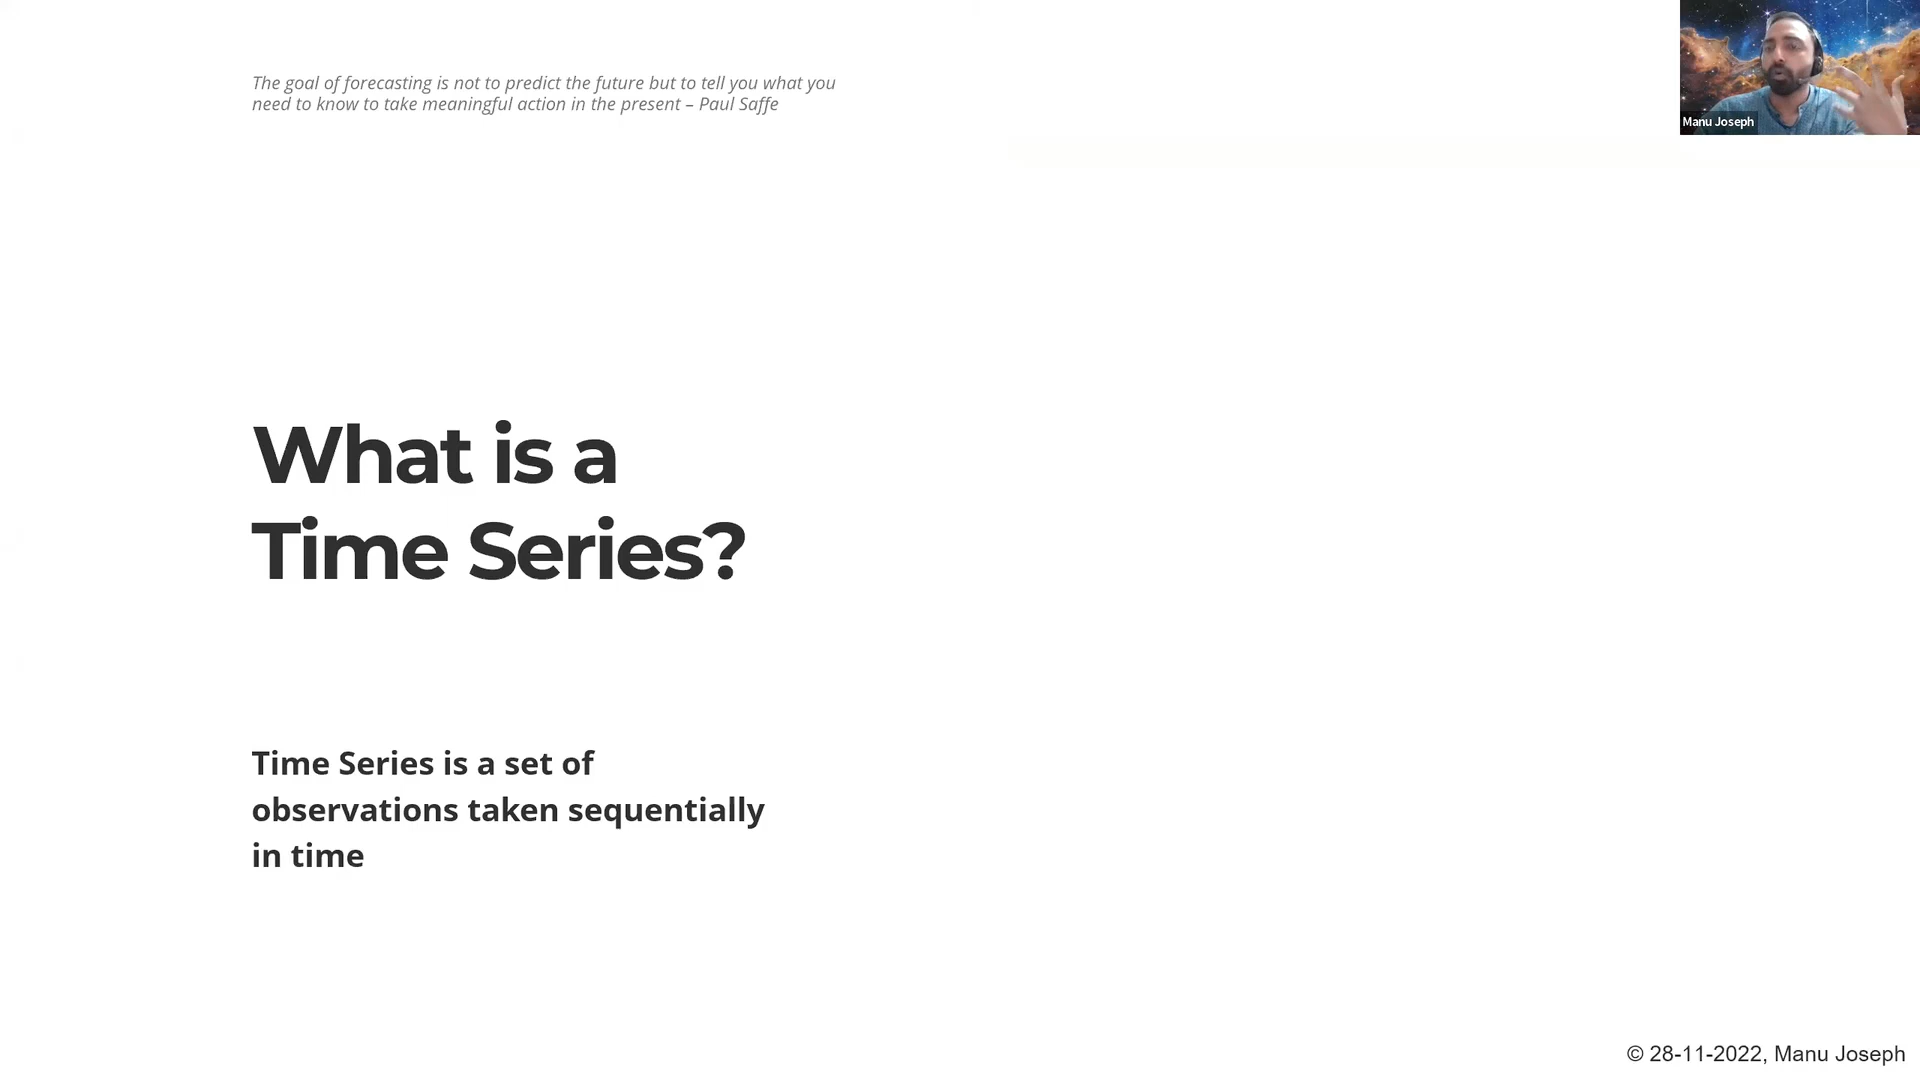 The goal of forecasting is not to predict the future but to tell you what you
need to know to take meaningful action in the present – Paul Saffe
Manu Joseph
What is a
Time Series?
Time Series is a set of
observations taken sequentially
in time
© 28-11-2022, Manu Joseph